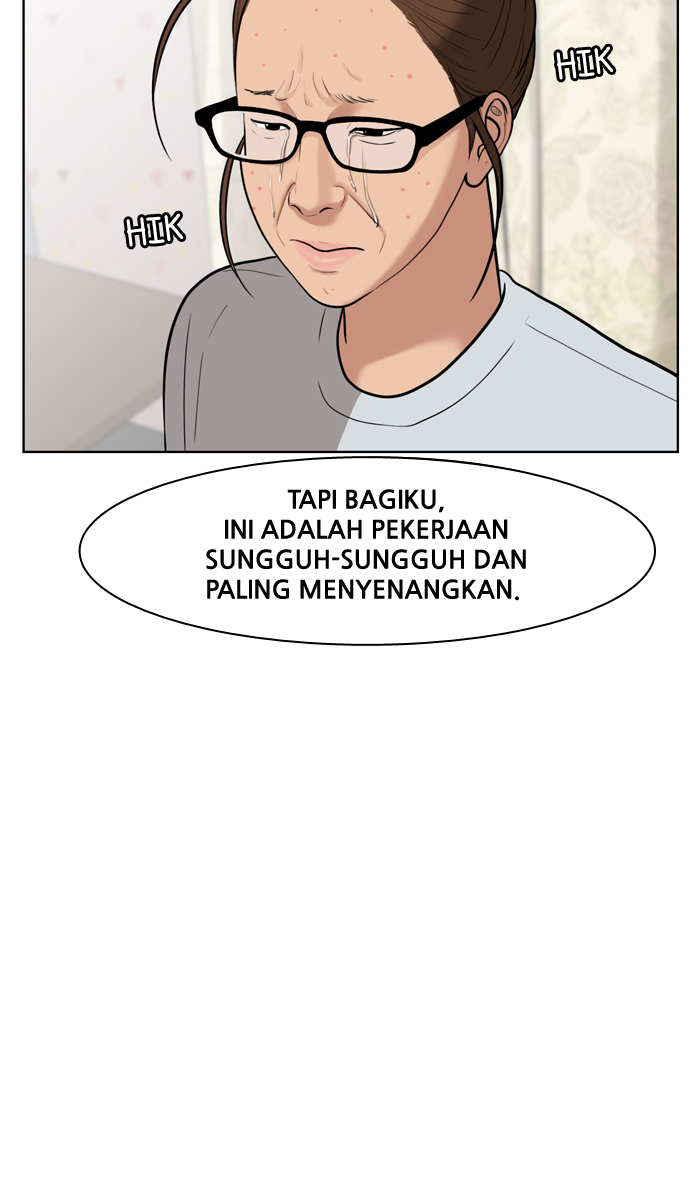 HIK
HIK
TAPI BAGIKU,
INI ADALAH PEKERJAAN
SUNGGUH-SUNGGUH DAN
PALING MENYENANGKAN.